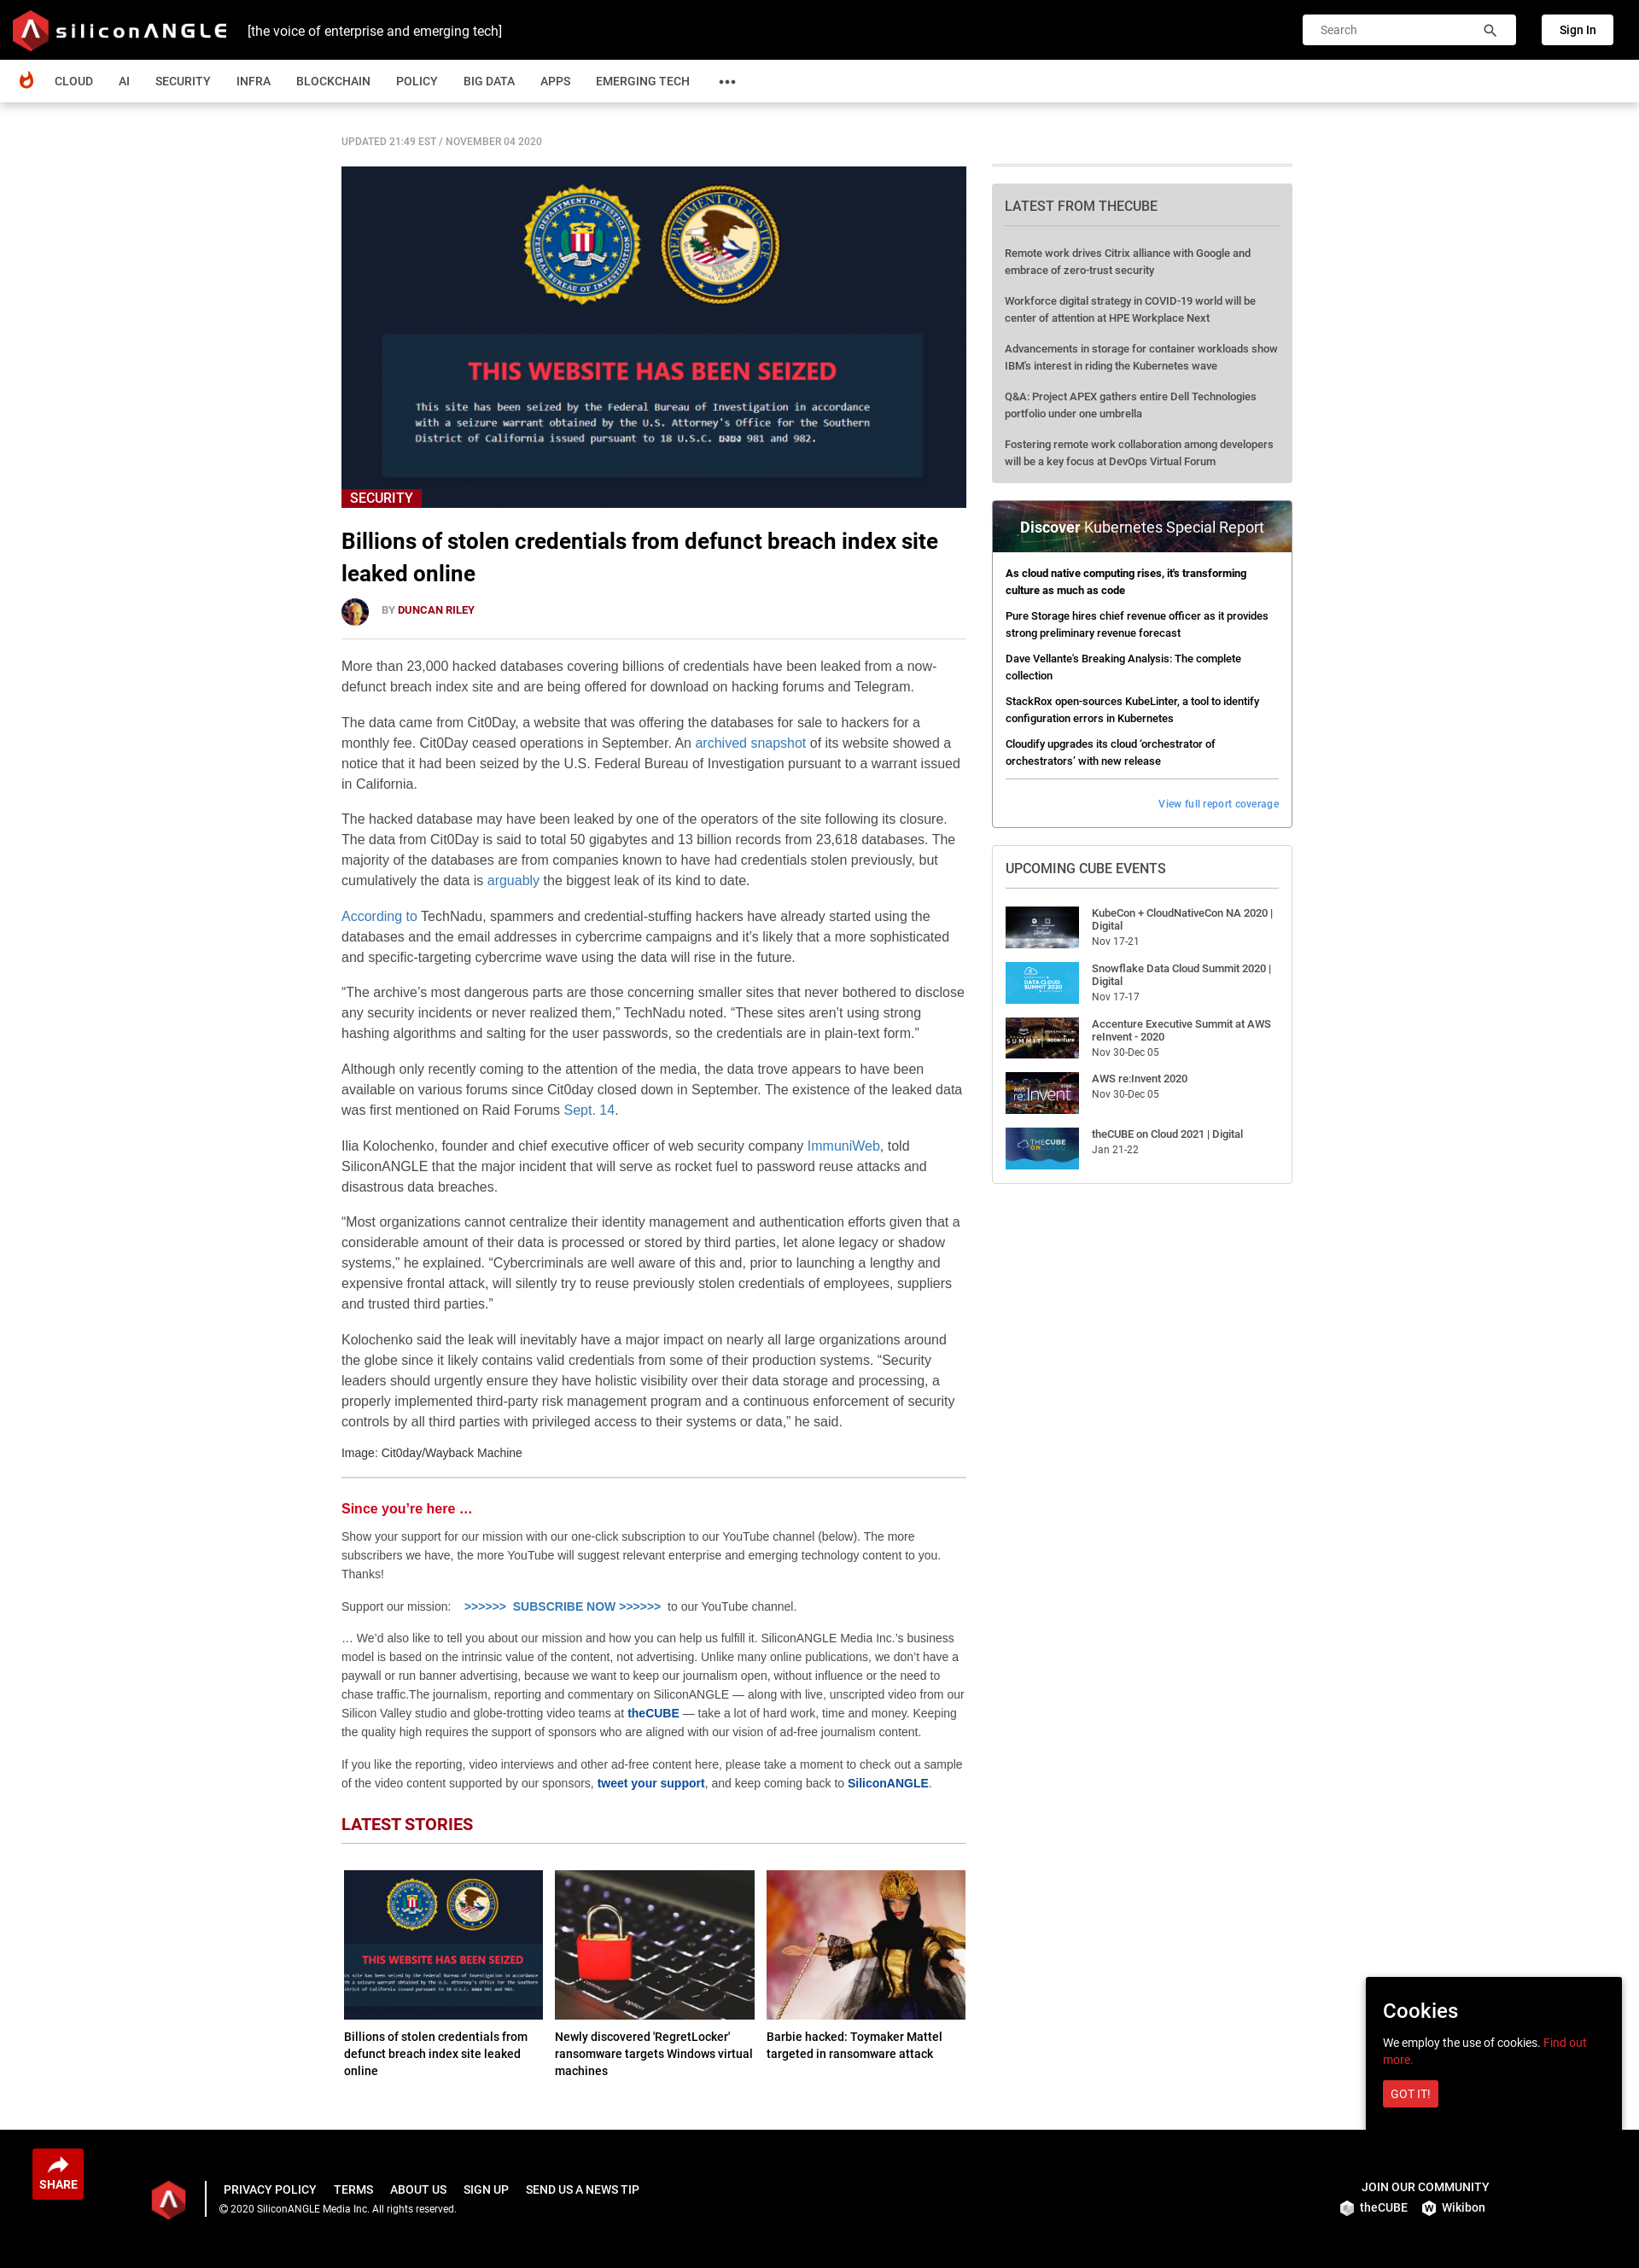 siliconANGLE
[the voice of enterprise and emerging tech]
Search
Sign In
CLOUD AI SECURITY INFRA BLOCKCHAIN POLICY BIG DATA APPS EMERGING TECH •••
UPDATED 21:49 EST / NOVEMBER 04 2020
THIS WEBSITE HAS BEEN SEIZED
This site has been seized by the Federal Bureau of Investigation in accordance
with a seizure warrant obtained by the U.S. Attorney's Office for the Southern
District of California issued pursuant to 18 U.S.C. 981 and 982.
SECURITY
Billions of stolen credentials from defunct breach index site
leaked online
BY DUNCAN RILEY
More than 23,000 hacked databases covering billions of credentials have been leaked from a now-
defunct breach index site and are being offered for download on hacking forums and Telegram.
The data came from Cit0Day, a website that was offering the databases for sale to hackers for a
monthly fee. Cit0Day ceased operations in September. An archived snapshot of its website showed a
notice that it had been seized by the U.S. Federal Bureau of Investigation pursuant to a warrant issued
in California.
The hacked database may have been leaked by one of the operators of the site following its closure.
The data from Cit0Day is said to total 50 gigabytes and 13 billion records from 23,618 databases. The
majority of the databases are from companies known to have had credentials stolen previously, but
cumulatively the data is arguably the biggest leak of its kind to date.
According to TechNadu, spammers and credential-stuffing hackers have already started using the
databases and the email addresses in cybercrime campaigns and it's likely that a more sophisticated
and specific-targeting cybercrime wave using the data will rise in the future.
“The archive’s most dangerous parts are those concerning smaller sites that never bothered to disclose
any security incidents or never realized them,” TechNadu noted. “These sites aren’t using strong
hashing algorithms and salting for the user passwords, so the credentials are in plain-text form.”
Although only recently coming to the attention of the media, the data trove appears to have been
available on various forums since Cit0day closed down in September. The existence of the leaked data
was first mentioned on Raid Forums Sept. 14.
Ilia Kolochenko, founder and chief executive officer of web security company ImmuniWeb, told
SiliconANGLE that the major incident that will serve as rocket fuel to password reuse attacks and
disastrous data breaches.
“Most organizations cannot centralize their identity management and authentication efforts given that a
considerable amount of their data is processed or stored by third parties, let alone legacy or shadow
systems,” he explained. “Cybercriminals are well aware of this and, prior to launching a lengthy and
expensive frontal attack, will silently try to reuse previously stolen credentials of employees, suppliers
and trusted third parties.”
Kolochenko said the leak will inevitably have a major impact on nearly all large organizations around
the globe since it likely contains valid credentials from some of their production systems. “Security
leaders should urgently ensure they have holistic visibility over their data storage and processing, a
properly implemented third-party risk management program and a continuous enforcement of security
controls by all third parties with privileged access to their systems or data,” he said.
Image: Cit0day/Wayback Machine
Since you’re here …
Show your support for our mission with our one-click subscription to our YouTube channel (below). The more
subscribers we have, the more YouTube will suggest relevant enterprise and emerging technology content to you.
Thanks!
Support our mission: >>>>>> SUBSCRIBE NOW >>>>>> to our YouTube channel.
… We’d also like to tell you about our mission and how you can help us fulfill it. SiliconANGLE Media Inc.’s business
model is based on the intrinsic value of the content, not advertising. Unlike many online publications, we don’t have a
paywall or run banner advertising, because we want to keep our journalism open, without influence or the need to
chase traffic.The journalism, reporting and commentary on SiliconANGLE — along with live, unscripted video from our
Silicon Valley studio and globe-trotting video teams at theCUBE — take a lot of hard work, time and money. Keeping
the quality high requires the support of sponsors who are aligned with our vision of ad-free journalism content.
If you like the reporting, video interviews and other ad-free content here, please take a moment to check out a sample
of the video content supported by our sponsors, tweet your support, and keep coming back to SiliconANGLE.
LATEST STORIES
THIS WEBSITE HAS BEEN SEIZED
Billions of stolen credentials from
defunct breach index site leaked
online
Newly discovered 'RegretLocker'
ransomware targets Windows virtual
machines
Barbie hacked: Toymaker Mattel
targeted in ransomware attack
LATEST FROM THECUBE
Remote work drives Citrix alliance with Google and
embrace of zero-trust security
Workforce digital strategy in COVID-19 world will be
center of attention at HPE Workplace Next
Advancements in storage for container workloads show
IBM's interest in riding the Kubernetes wave
Q&A: Project APEX gathers entire Dell Technologies
portfolio under one umbrella
Fostering remote work collaboration among developers
will be a key focus at DevOps Virtual Forum
Discover Kubernetes Special Report
As cloud native computing rises, it's transforming
culture as much as code
Pure Storage hires chief revenue officer as it provides
strong preliminary revenue forecast
Dave Vellante's Breaking Analysis: The complete
collection
StackRox open-sources KubeLinter, a tool to identify
configuration errors in Kubernetes
Cloudify upgrades its cloud ‘orchestrator of
orchestrators’ with new release
View full report coverage
UPCOMING CUBE EVENTS
KubeCon + CloudNativeCon NA 2020 |
Digital
Nov 17-21
DATA CLOUD
SUMMIT 2020
Snowflake Data Cloud Summit 2020 |
Digital
Nov 17-17
SUMMIT
accenture
Accenture Executive Summit at AWS
reInvent - 2020
Nov 30-Dec 05
AWS
re:Invent
AWS re:Invent 2020
Nov 30-Dec 05
THECUBE
ON CLOUD
theCUBE on Cloud 2021 | Digital
Jan 21-22
Cookies
We employ the use of cookies. Find out
more.
GOT IT!
SHARE
PRIVACY POLICY TERMS ABOUT US SIGN UP SEND US A NEWS TIP
© 2020 SiliconANGLE Media Inc. All rights reserved.
JOIN OUR COMMUNITY
theCUBE Wikibon